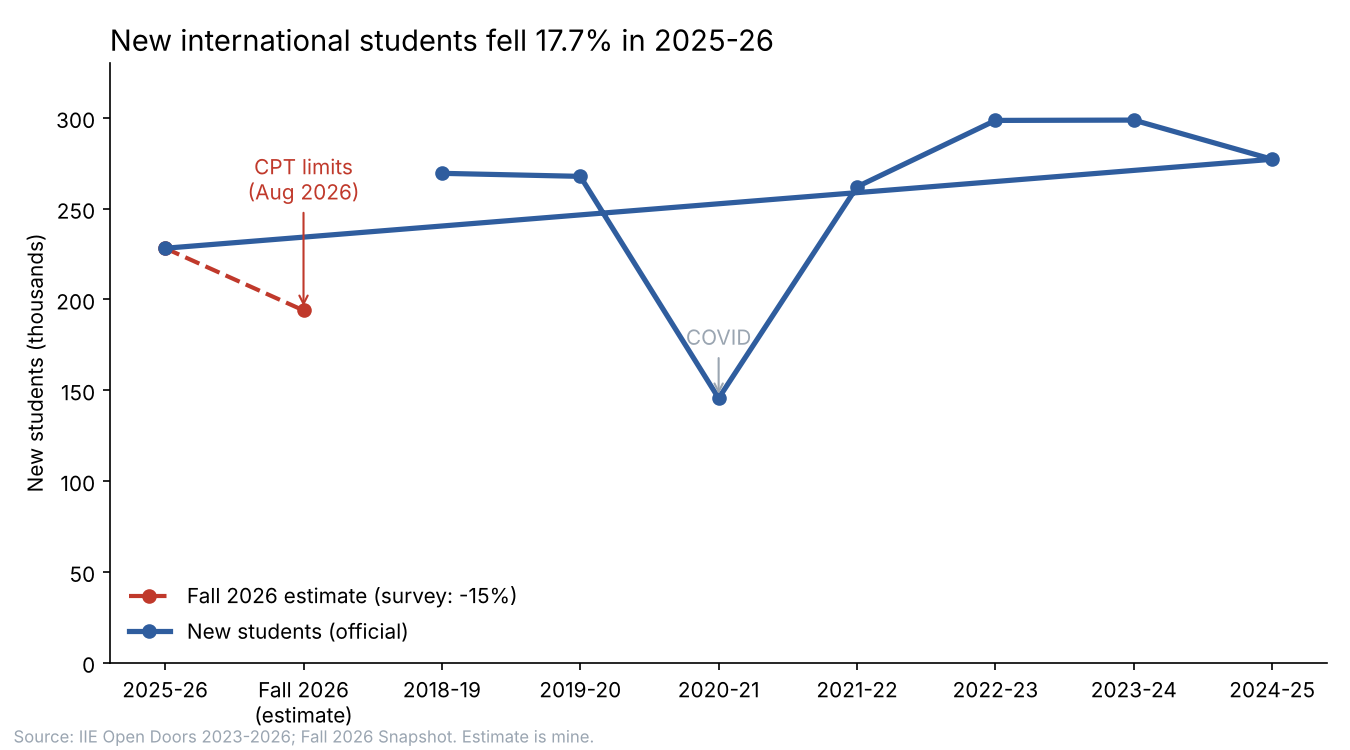 New international students fell 17.7% in 2025-26
New students (thousands)
300
250
200
150
100
50
0
CPT limits
(Aug 2026)
COVID
Fall 2026 estimate (survey: -15%)
New students (official)
2025-26
Fall 2026
(estimate)
2018-19
2019-20
2020-21
2021-22
2022-23
2023-24
2024-25
Source: IIE Open Doors 2023-2026; Fall 2026 Snapshot. Estimate is mine.